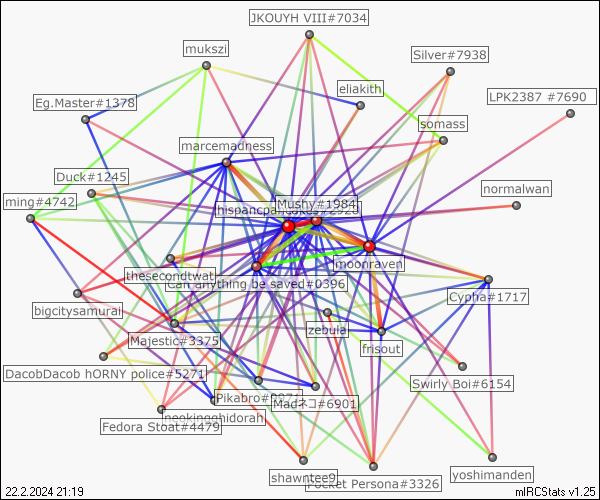 JKOUYH VIII#7034
mukszi
Silver#7938
eliakith
LPK2387 #7690
Eg.Master#1378
somass
marcemadness
Duck#1245
normalwan
ming#4742
Mushy#1984
moonraven
thesecondtwat
can anything be saved#0396
Cypha#1717
bigcitysamurai
zebula
Majestic#3375
frisout
DacobDacob hORNY police#5271
Swirly Boi#6154
Madネコ#6901
neokingghidorah
Fedora Stoat#4479
shawntee9
Pocket Persona#3326
yoshimanden
22.2.2024 21:19
mIRCStats v1.25